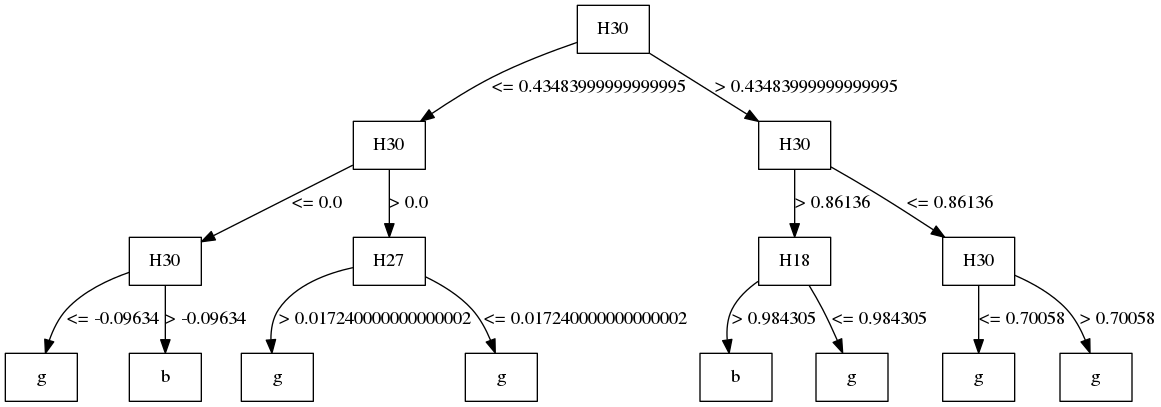 H30
<= 0.43483999999999995
> 0.43483999999999995
H30
H30
<= 0.0
> 0.0
> 0.86136
<= 0.86136
H30
H27
H18
H30
<= -0.09634
> -0.09634
> 0.017240000000000002
<= 0.017240000000000002
> 0.984305
<= 0.984305
<= 0.70058
> 0.70058
g
b
g
g
b
g
g
g